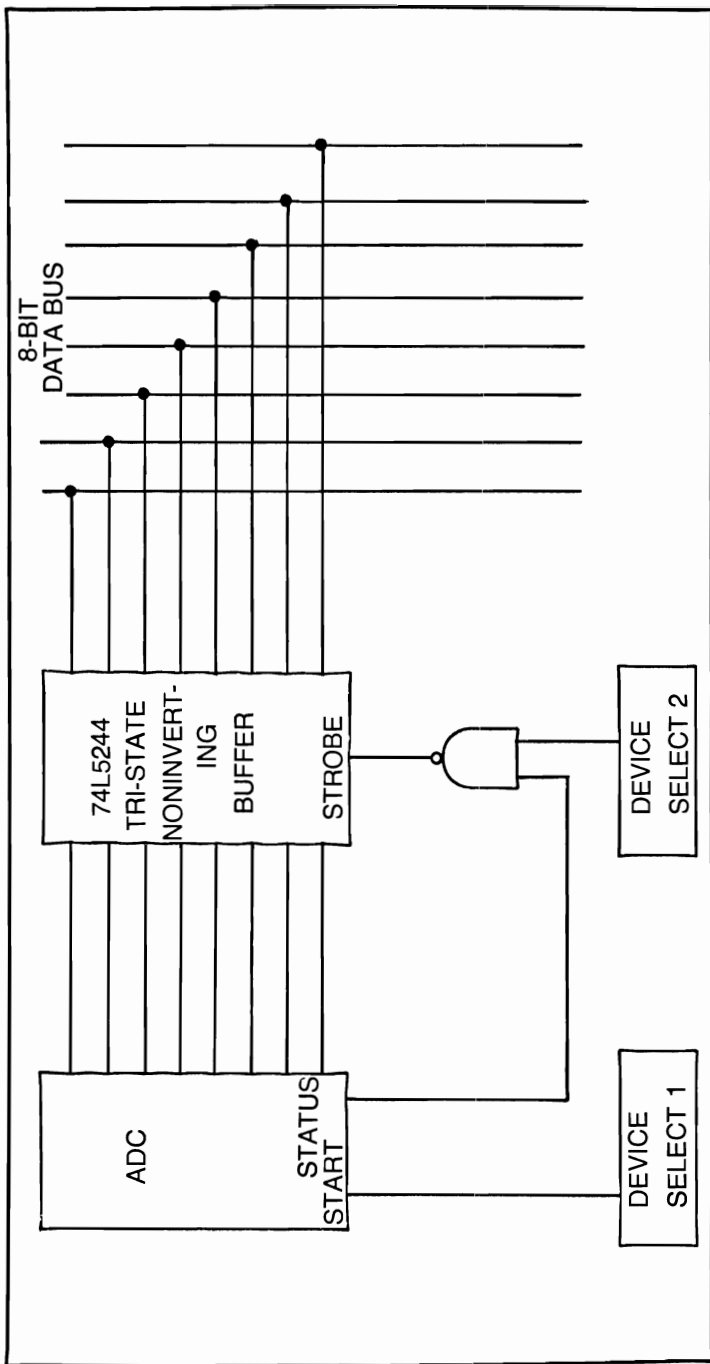 8-BIT
DATA BUS
74L5244
TRI-STATE
NONINVERT-
ING
BUFFER
STROBE
ADC
STATUS
START
DEVICE
SELECT 2
DEVICE
SELECT 1